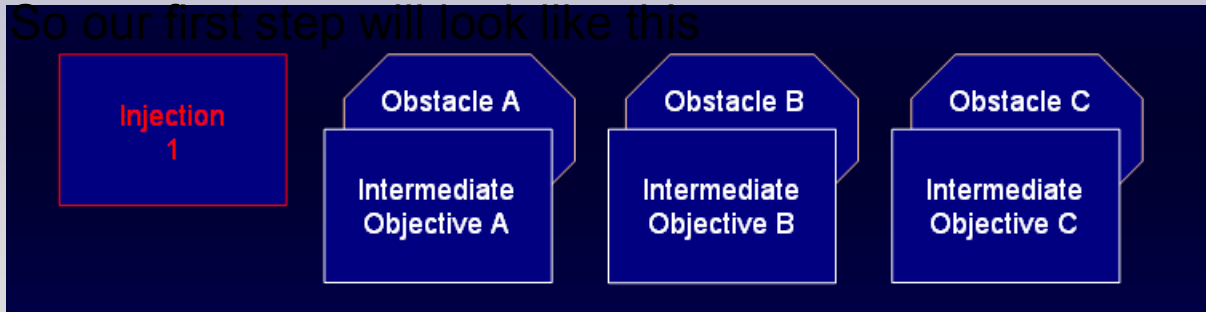 So our first step will look like this
Injection
1
Obstacle A
Intermediate
Objective A
Obstacle B
Intermediate
Objective B
Obstacle C
Intermediate
Objective C